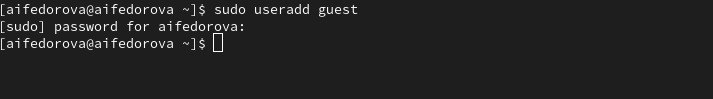 [aifedorova@aifedorova ~]$ sudo useradd guest
[sudo] password for aifedorova:
[aifedorova@aifedorova ~]$